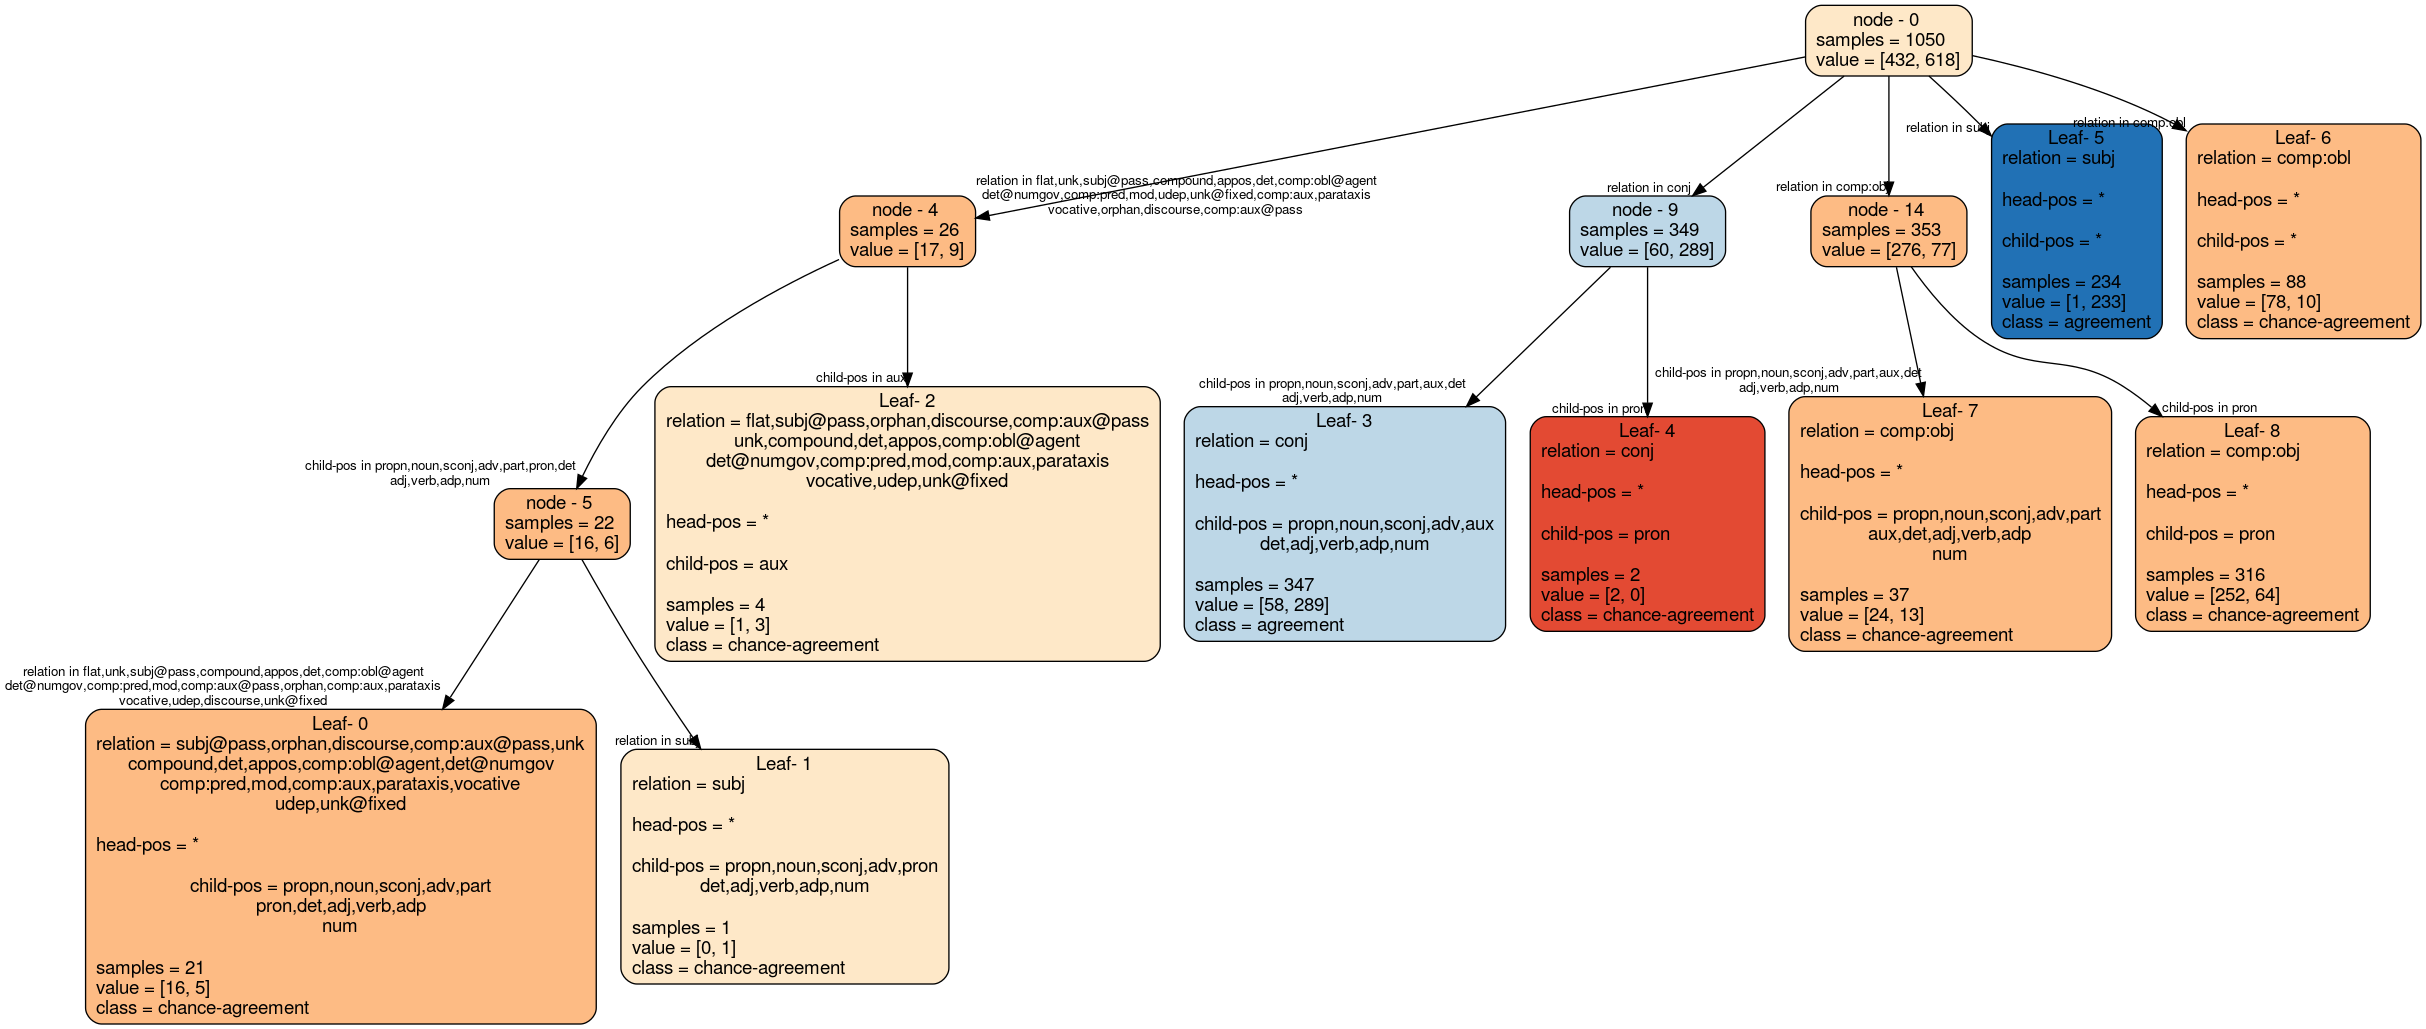 node - 0
samples = 1050
value = [432, 618]
relation in subj
relation in comp:obl
Leaf- 5
relation = subj
head-pos = *
child-pos = *
samples = 234
value = [1, 233]
class = agreement
Leaf- 6
relation = comp:obl
head-pos = *
child-pos = *
samples = 88
value = [78, 10]
class = chance-agreement
relation in flat,unk,subj@pass,compound,appos,det,comp:obl@agent
det@numgov,comp:pred,mod,udep,unk@fixed,comp:aux,parataxis
vocative,orphan,discourse,comp:aux@pass
node - 4
samples = 26
value = [17, 9]
relation in conj
node - 9
samples = 349
value = [60, 289]
relation in comp:obj
node - 14
samples = 353
value = [276, 77]
child-pos in propn,noun,sconj,adv,part,pron,det
adj,verb,adp,num
node - 5
samples = 22
value = [16, 6]
child-pos in aux
Leaf- 2
relation = flat,subj@pass,orphan,discourse,comp:aux@pass
unk,compound,det,appos,comp:obl@agent
det@numgov,comp:pred,mod,comp:aux,parataxis
vocative,udep,unk@fixed
head-pos = *
child-pos = aux
samples = 4
value = [1, 3]
class = chance-agreement
child-pos in propn,noun,sconj,adv,part,aux,det
adj,verb,adp,num
Leaf- 3
relation = conj
head-pos = *
child-pos = propn,noun,sconj,adv,aux
det,adj,verb,adp,num
samples = 347
value = [58, 289]
class = agreement
child-pos in pron
Leaf- 4
relation = conj
head-pos = *
child-pos = pron
samples = 2
value = [2, 0]
class = chance-agreement
child-pos in propn,noun,sconj,adv,part,aux,det
adj,verb,adp,num
Leaf- 7
relation = comp:obj
head-pos = *
child-pos = propn,noun,sconj,adv,part
aux,det,adj,verb,adp
num
samples = 37
value = [24, 13]
class = chance-agreement
child-pos in pron
Leaf- 8
relation = comp:obj
head-pos = *
child-pos = pron
samples = 316
value = [252, 64]
class = chance-agreement
relation in flat,unk,subj@pass,compound,appos,det,comp:obl@agent
det@numgov,comp:pred,mod,comp:aux@pass,orphan,comp:aux,parataxis
vocative,udep,discourse,unk@fixed
Leaf- 0
relation = subj@pass,orphan,discourse,comp:aux@pass,unk
compound,det,appos,comp:obl@agent,det@numgov
comp:pred,mod,comp:aux,parataxis,vocative
udep,unk@fixed
head-pos = *
child-pos = propn,noun,sconj,adv,part
pron,det,adj,verb,adp
num
samples = 21
value = [16, 5]
class = chance-agreement
relation in subj
Leaf- 1
relation = subj
head-pos = *
child-pos = propn,noun,sconj,adv,pron
det,adj,verb,adp,num
samples = 1
value = [0, 1]
class = chance-agreement